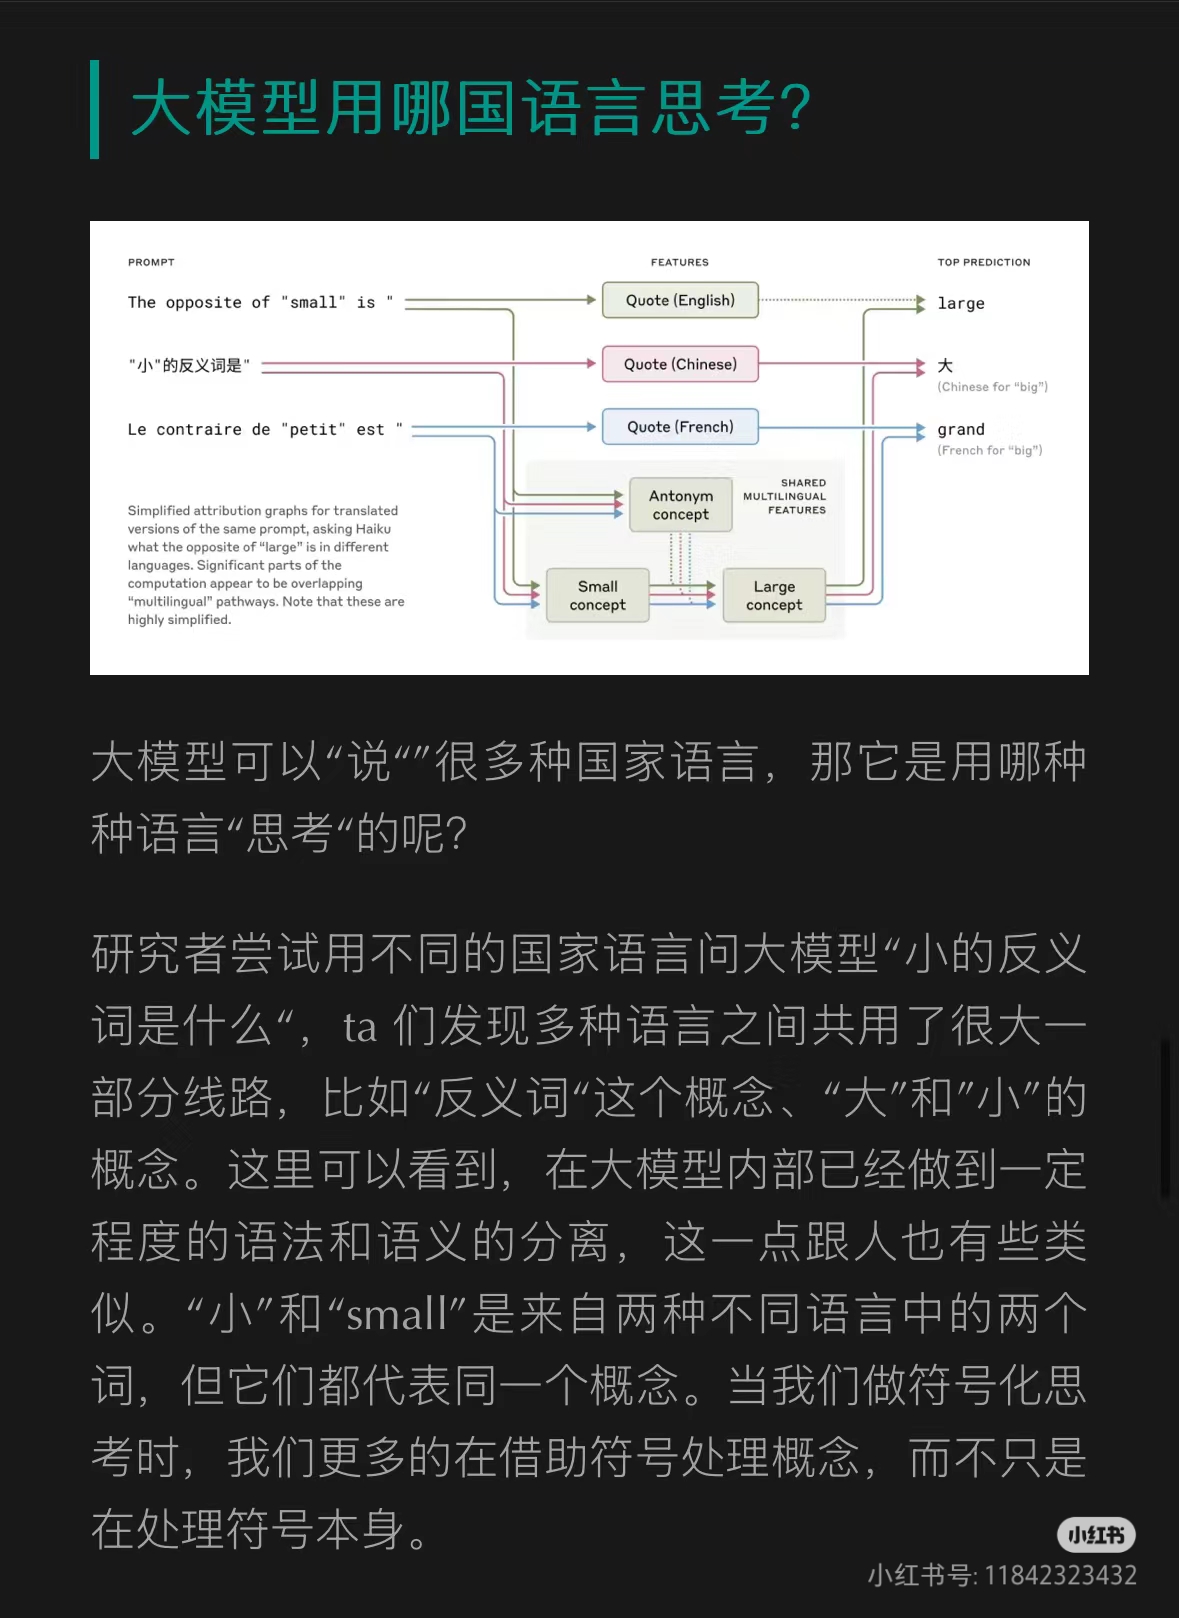 大模型用哪国语言思考？
PROMPT
FEATURES
TOP PREDICTION
The opposite of "small" is "
Quote (English)
large
"小"的反义词是"
Quote (Chinese)
大
(Chinese for “big”)
Le contraire de "petit" est "
Quote (French)
grand
(French for “big”)
Antonym
concept
SHARED
MULTILINGUAL
FEATURES
Small
concept
Large
concept
Simplified attribution graphs for translated
versions of the same prompt, asking Haiku
what the opposite of “large” is in different
languages. Significant parts of the
computation appear to be overlapping
“multilingual” pathways. Note that these are
highly simplified.
大模型可以“说“”很多种国家语言，那它是用哪种
种语言“思考“的呢？
研究者尝试用不同的国家语言问大模型“小的反义
词是什么“，ta 们发现多种语言之间共用了很大一
部分线路，比如“反义词“这个概念、“大”和”小”的
概念。这里可以看到，在大模型内部已经做到一定
程度的语法和语义的分离，这一点跟人也有些类
似。“小”和“small”是来自两种不同语言中的两个
词，但它们都代表同一个概念。当我们做符号化思
考时，我们更多的在借助符号处理概念，而不只是
在处理符号本身。
小红书
小红书号: 11842323432